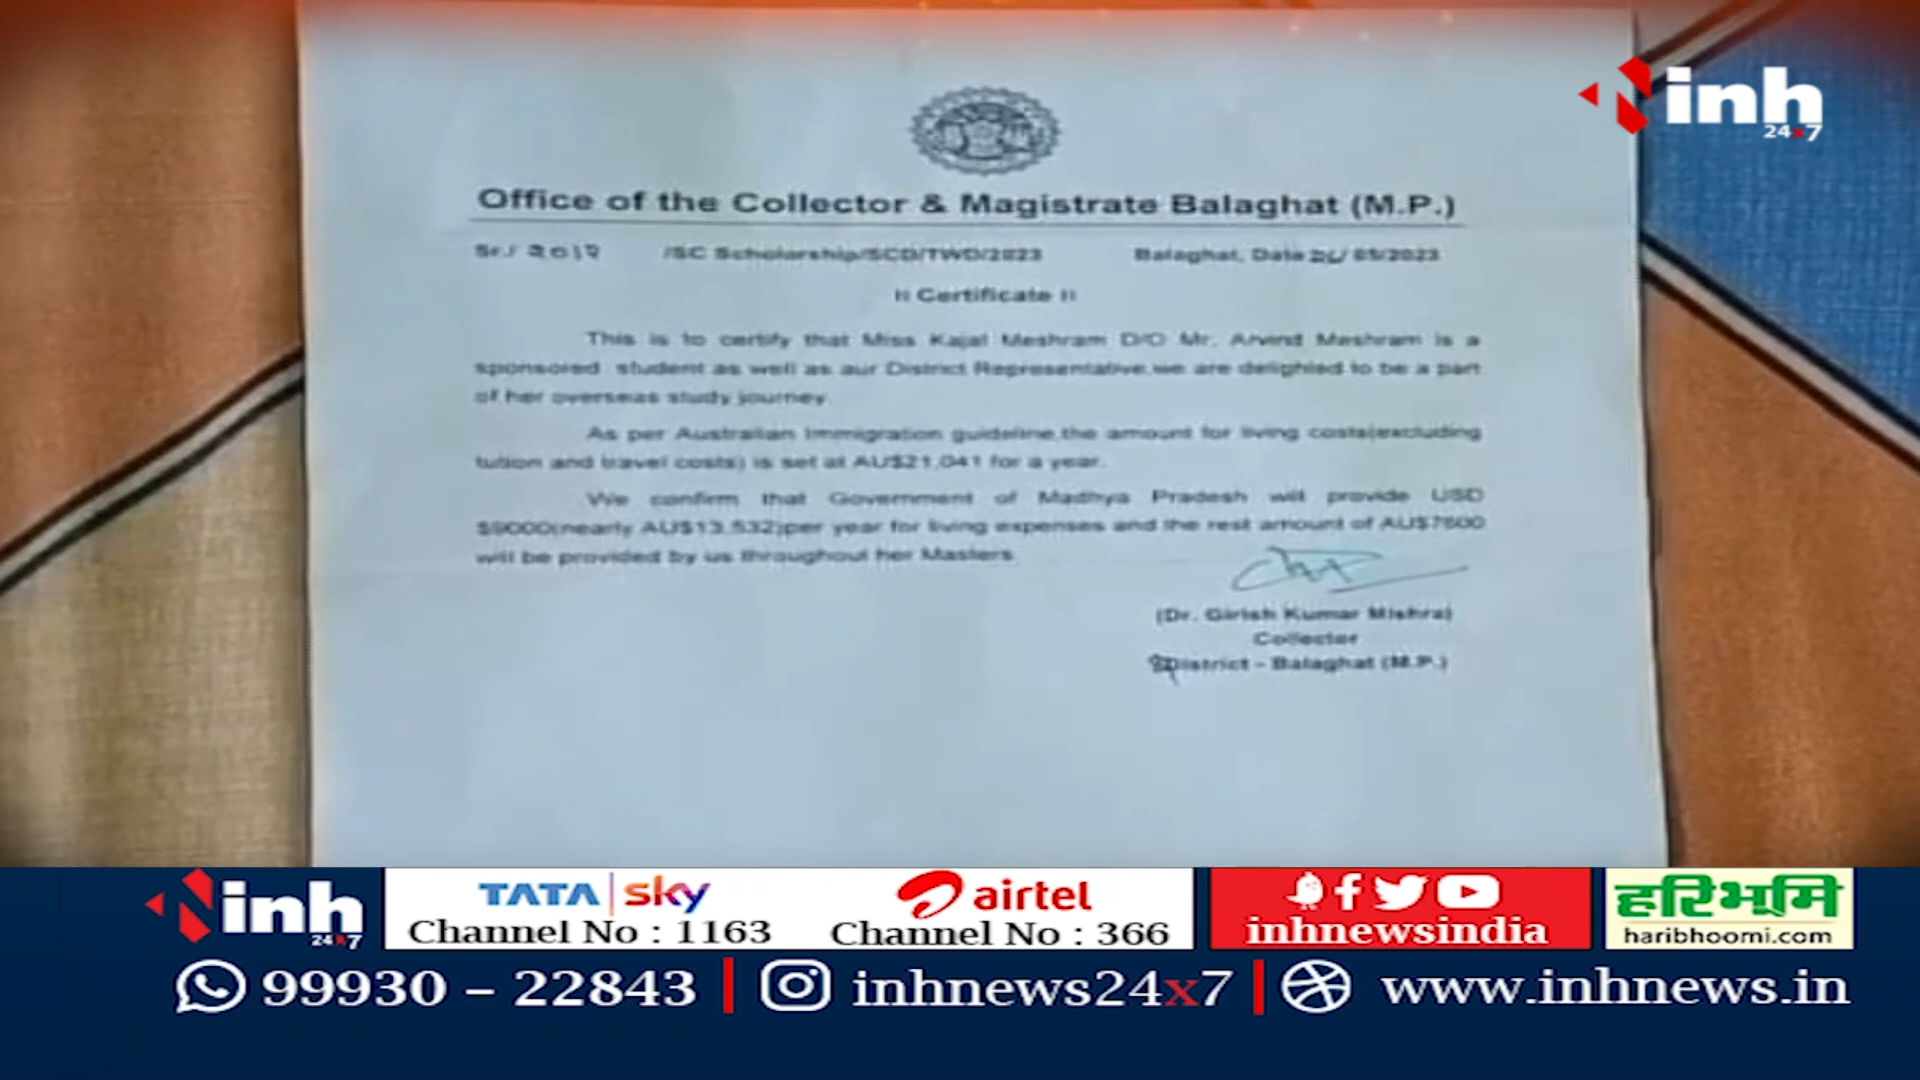 inh
24x7
Office of the Collector & Magistrate Balaghat (M.P.)
Sr./ /SC Scholarship/SCD/TWD/2023 Balaghat, Date / 05/2023
|| Certificate ||
This is to certify that Miss Kajal Meshram D/O Mr. Arvind Meshram is a
sponsored student as well as aur District Representative,we are delighted to be a part
of her overseas study journey.
As per Australian Immigration guideline,the amount for living costs(excluding
tution and travel costs) is set at AU$21,041 for a year.
We confirm that Government of Madhya Pradesh will provide USD
$9000(nearly AU$13,532)per year for living expenses and the rest amount of AU$7600
will be provided by us throughout her Masters.
(Dr. Girish Kumar Mishra)
Collector
District - Balaghat (M.P.)
inh
24x7
TATA sky
Channel No : 1163
airtel
Channel No : 366
inhnewsindia
हरिभूमि
haribhoomi.com
99930 - 22843 | inhnews24x7 | www.inhnews.in